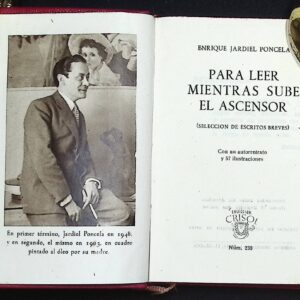 En primer término, Jardiel Poncela en 1948.
y en segundo, el mismo en 1903, en cuadro
pintado al óleo por su madre.
ENRIQUE JARDIEL PONCELA
PARA LEER
MIENTRAS SUBE
EL ASCENSOR
(SELECCION DE ESCRITOS BREVES)
Con un autorretrato
y 57 ilustraciones
CRISOL
Núm. 233